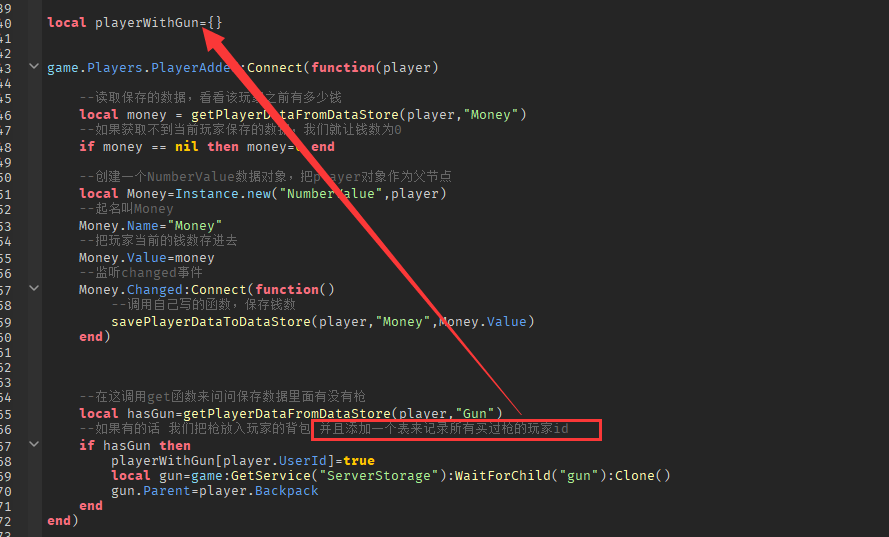 39
40 local playerWithGun={}
41
42
43 game.Players.PlayerAdded:Connect(function(player)
44
45 --读取保存的数据，看看该玩家之前有多少钱
46 local money = getPlayerDataFromDataStore(player,"Money")
47 --如果获取不到当前玩家保存的数据，我们就让钱数为0
48 if money == nil then money=0 end
49
50 --创建一个NumberValue数据对象，把player对象作为父节点
51 local Money=Instance.new("NumberValue",player)
52 --起名叫Money
53 Money.Name="Money"
54 --把玩家当前的钱数存进去
55 Money.Value=money
56 --监听changed事件
57 Money.Changed:Connect(function()
58 --调用自己写的函数，保存钱数
59 savePlayerDataToDataStore(player,"Money",Money.Value)
60 end)
61
62
63
64 --在这调用get函数来问问保存数据里面有没有枪
65 local hasGun=getPlayerDataFromDataStore(player,"Gun")
66 --如果有的话 我们把枪放入玩家的背包 并且添加一个表来记录所有买过枪的玩家id
67 if hasGun then
68 playerWithGun[player.UserId]=true
69 local gun=game:GetService("ServerStorage"):WaitForChild("gun"):Clone()
70 gun.Parent=player.Backpack
71 end
72 end)
73